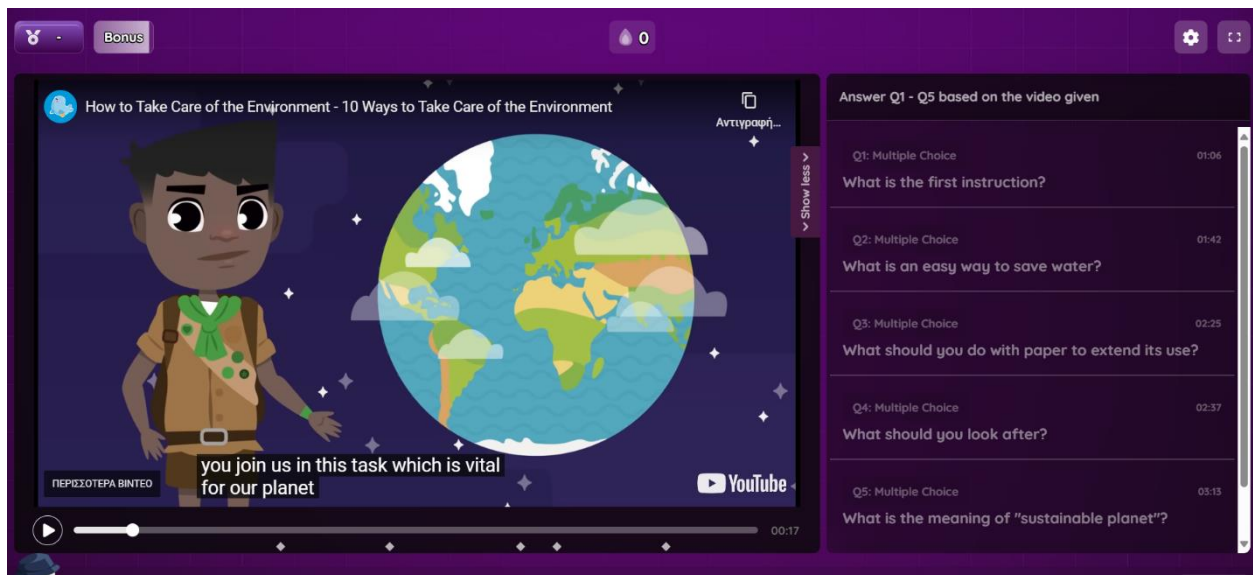 -
Bonus
0
How to Take Care of the Environment - 10 Ways to Take Care of the Environment
Αντιγραφή...
Show less
you join us in this task which is vital
for our planet
ΠΕΡΙΣΣΟΤΕΡΑ ΒΙΝΤΕΟ
YouTube
00:17
Answer Q1 - Q5 based on the video given
Q1: Multiple Choice 01:06
What is the first instruction?
Q2: Multiple Choice 01:42
What is an easy way to save water?
Q3: Multiple Choice 02:25
What should you do with paper to extend its use?
Q4: Multiple Choice 02:37
What should you look after?
Q5: Multiple Choice 03:13
What is the meaning of "sustainable planet"?